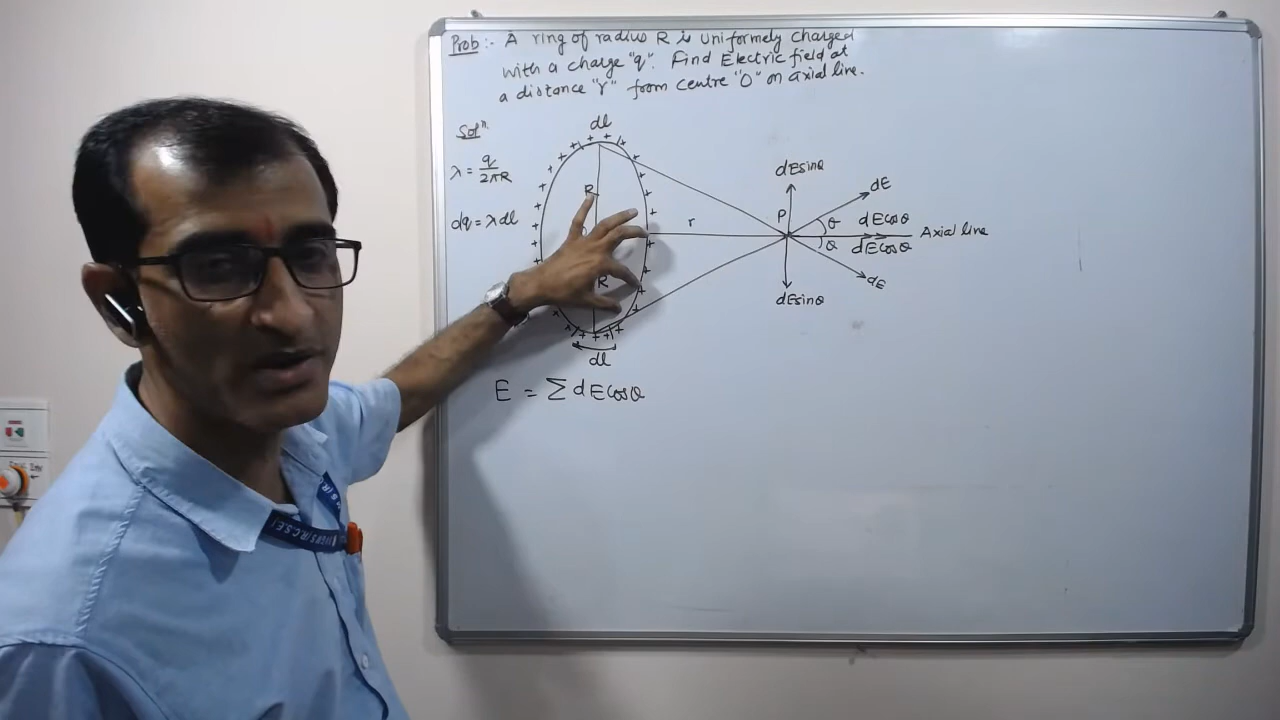 Prob:- A ring of radius R is uniformely charged
with a charge "q". Find Electric field at
a distance "r" from centre "O" on axial line.
Solⁿ.
λ = q/2πR
dq = λdl
dl
R
R
dl
r
P
dEsinθ
dE
θ
dEcosθ
dEcosθ
θ
Axial line
dE
dEsinθ
E = Σ dEcosθ